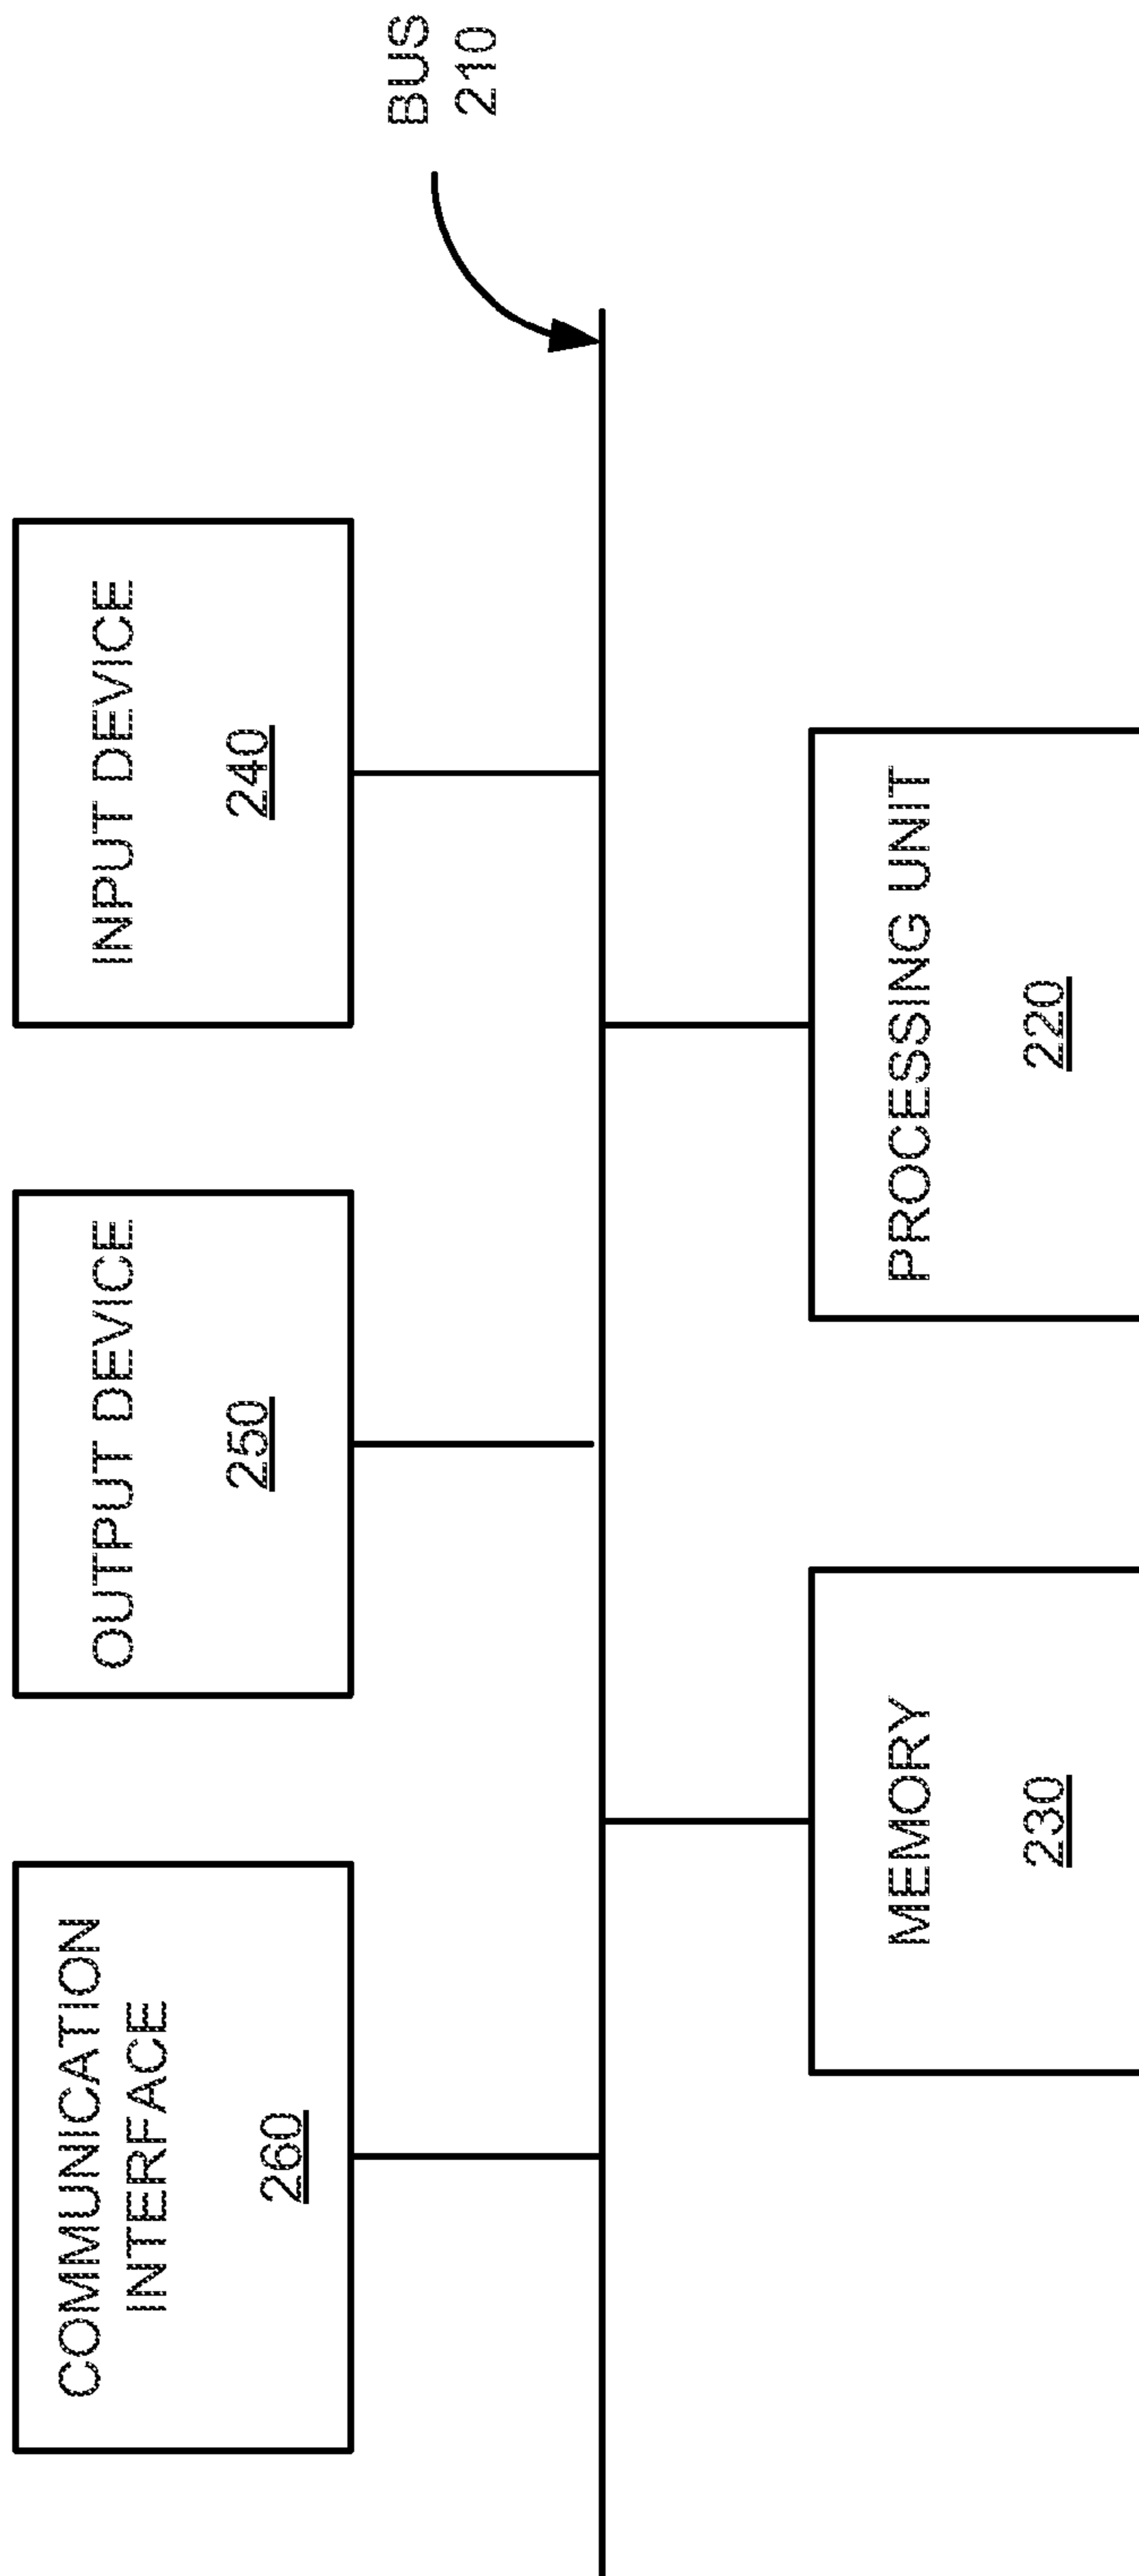 COMMUNICATION
INTERFACE
260
OUTPUT DEVICE
250
INPUT DEVICE
240
BUS
210
MEMORY
230
PROCESSING UNIT
220